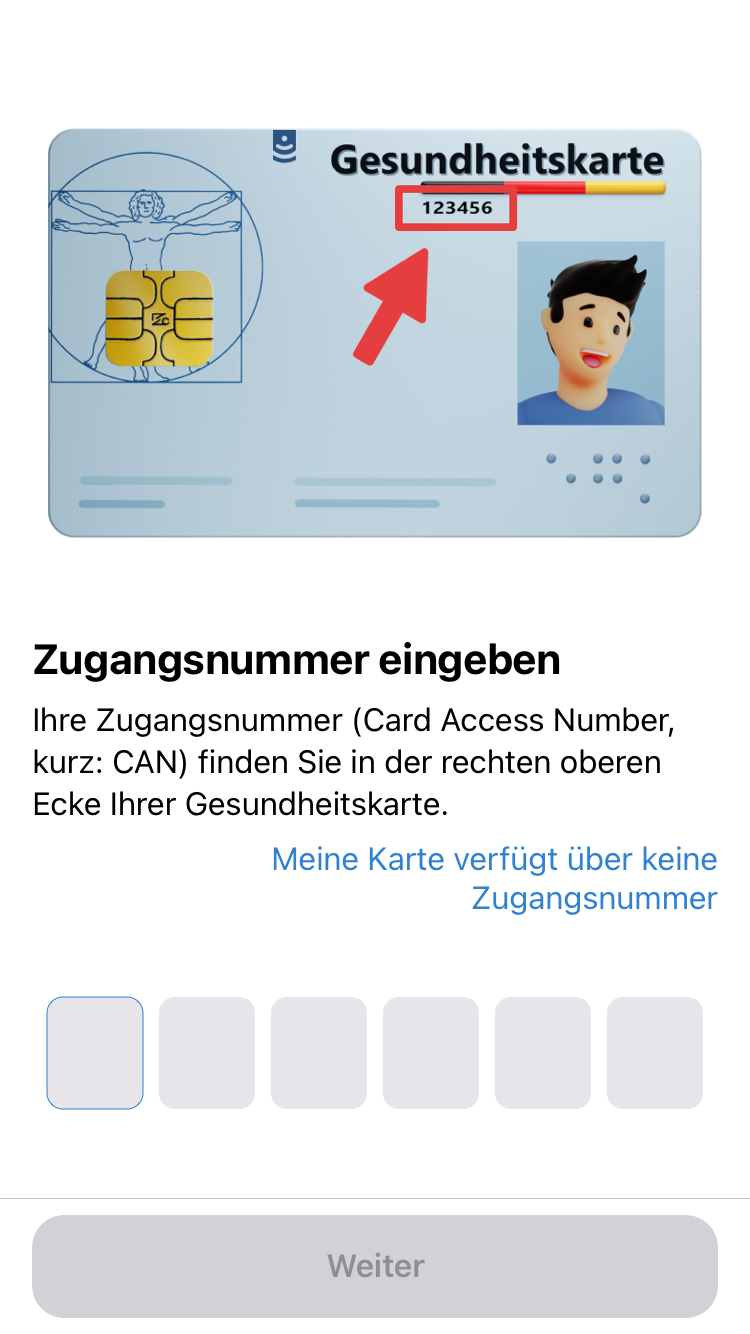 Gesundheitskarte
123456
Zugangsnummer eingeben
Ihre Zugangsnummer (Card Access Number,
kurz: CAN) finden Sie in der rechten oberen
Ecke Ihrer Gesundheitskarte.
Meine Karte verfügt über keine
Zugangsnummer
Weiter